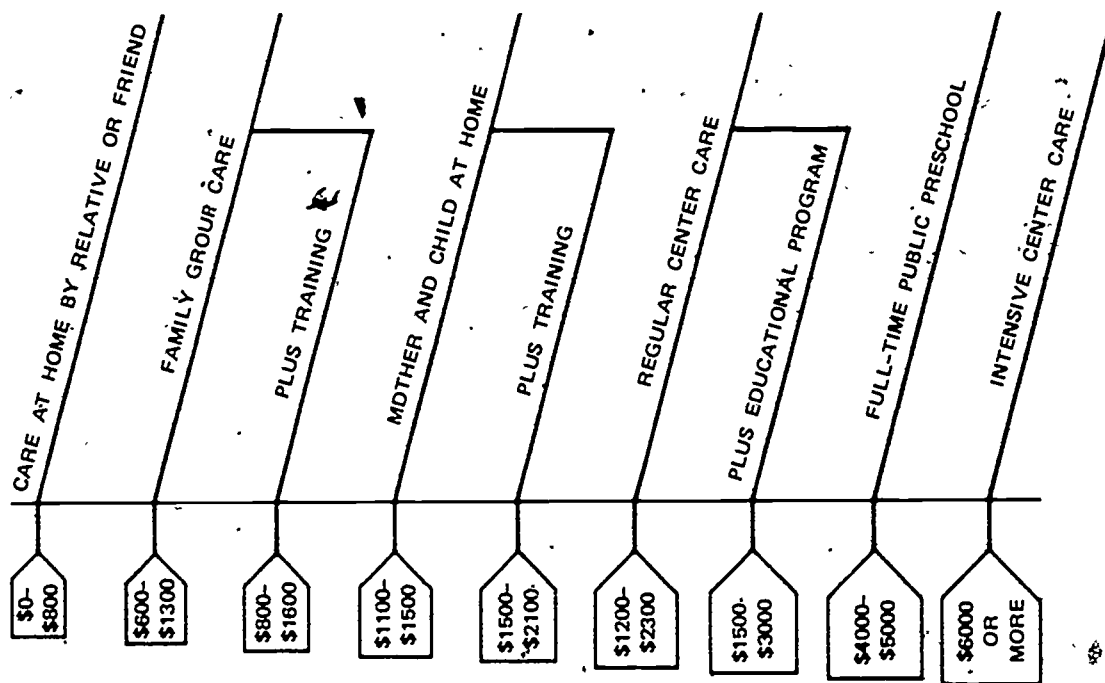 CARE AT HOME BY RELATIVE OR FRIEND
FAMILY GROUR CARE
PLUS TRAINING
MOTHER AND CHILD AT HOME
PLUS TRAINING
REGULAR CENTER CARE
PLUS EDUCATIONAL PROGRAM
FULL-TIME PUBLIC PRESCHOOL
INTENSIVE CENTER CARE
$0–
$800
$600–
$1300
$800–
$1600
$1100–
$1500
$1500–
$2100
$1200–
$2300
$1500-
$3000
$4000–
$5000
$6000
OR
MORE